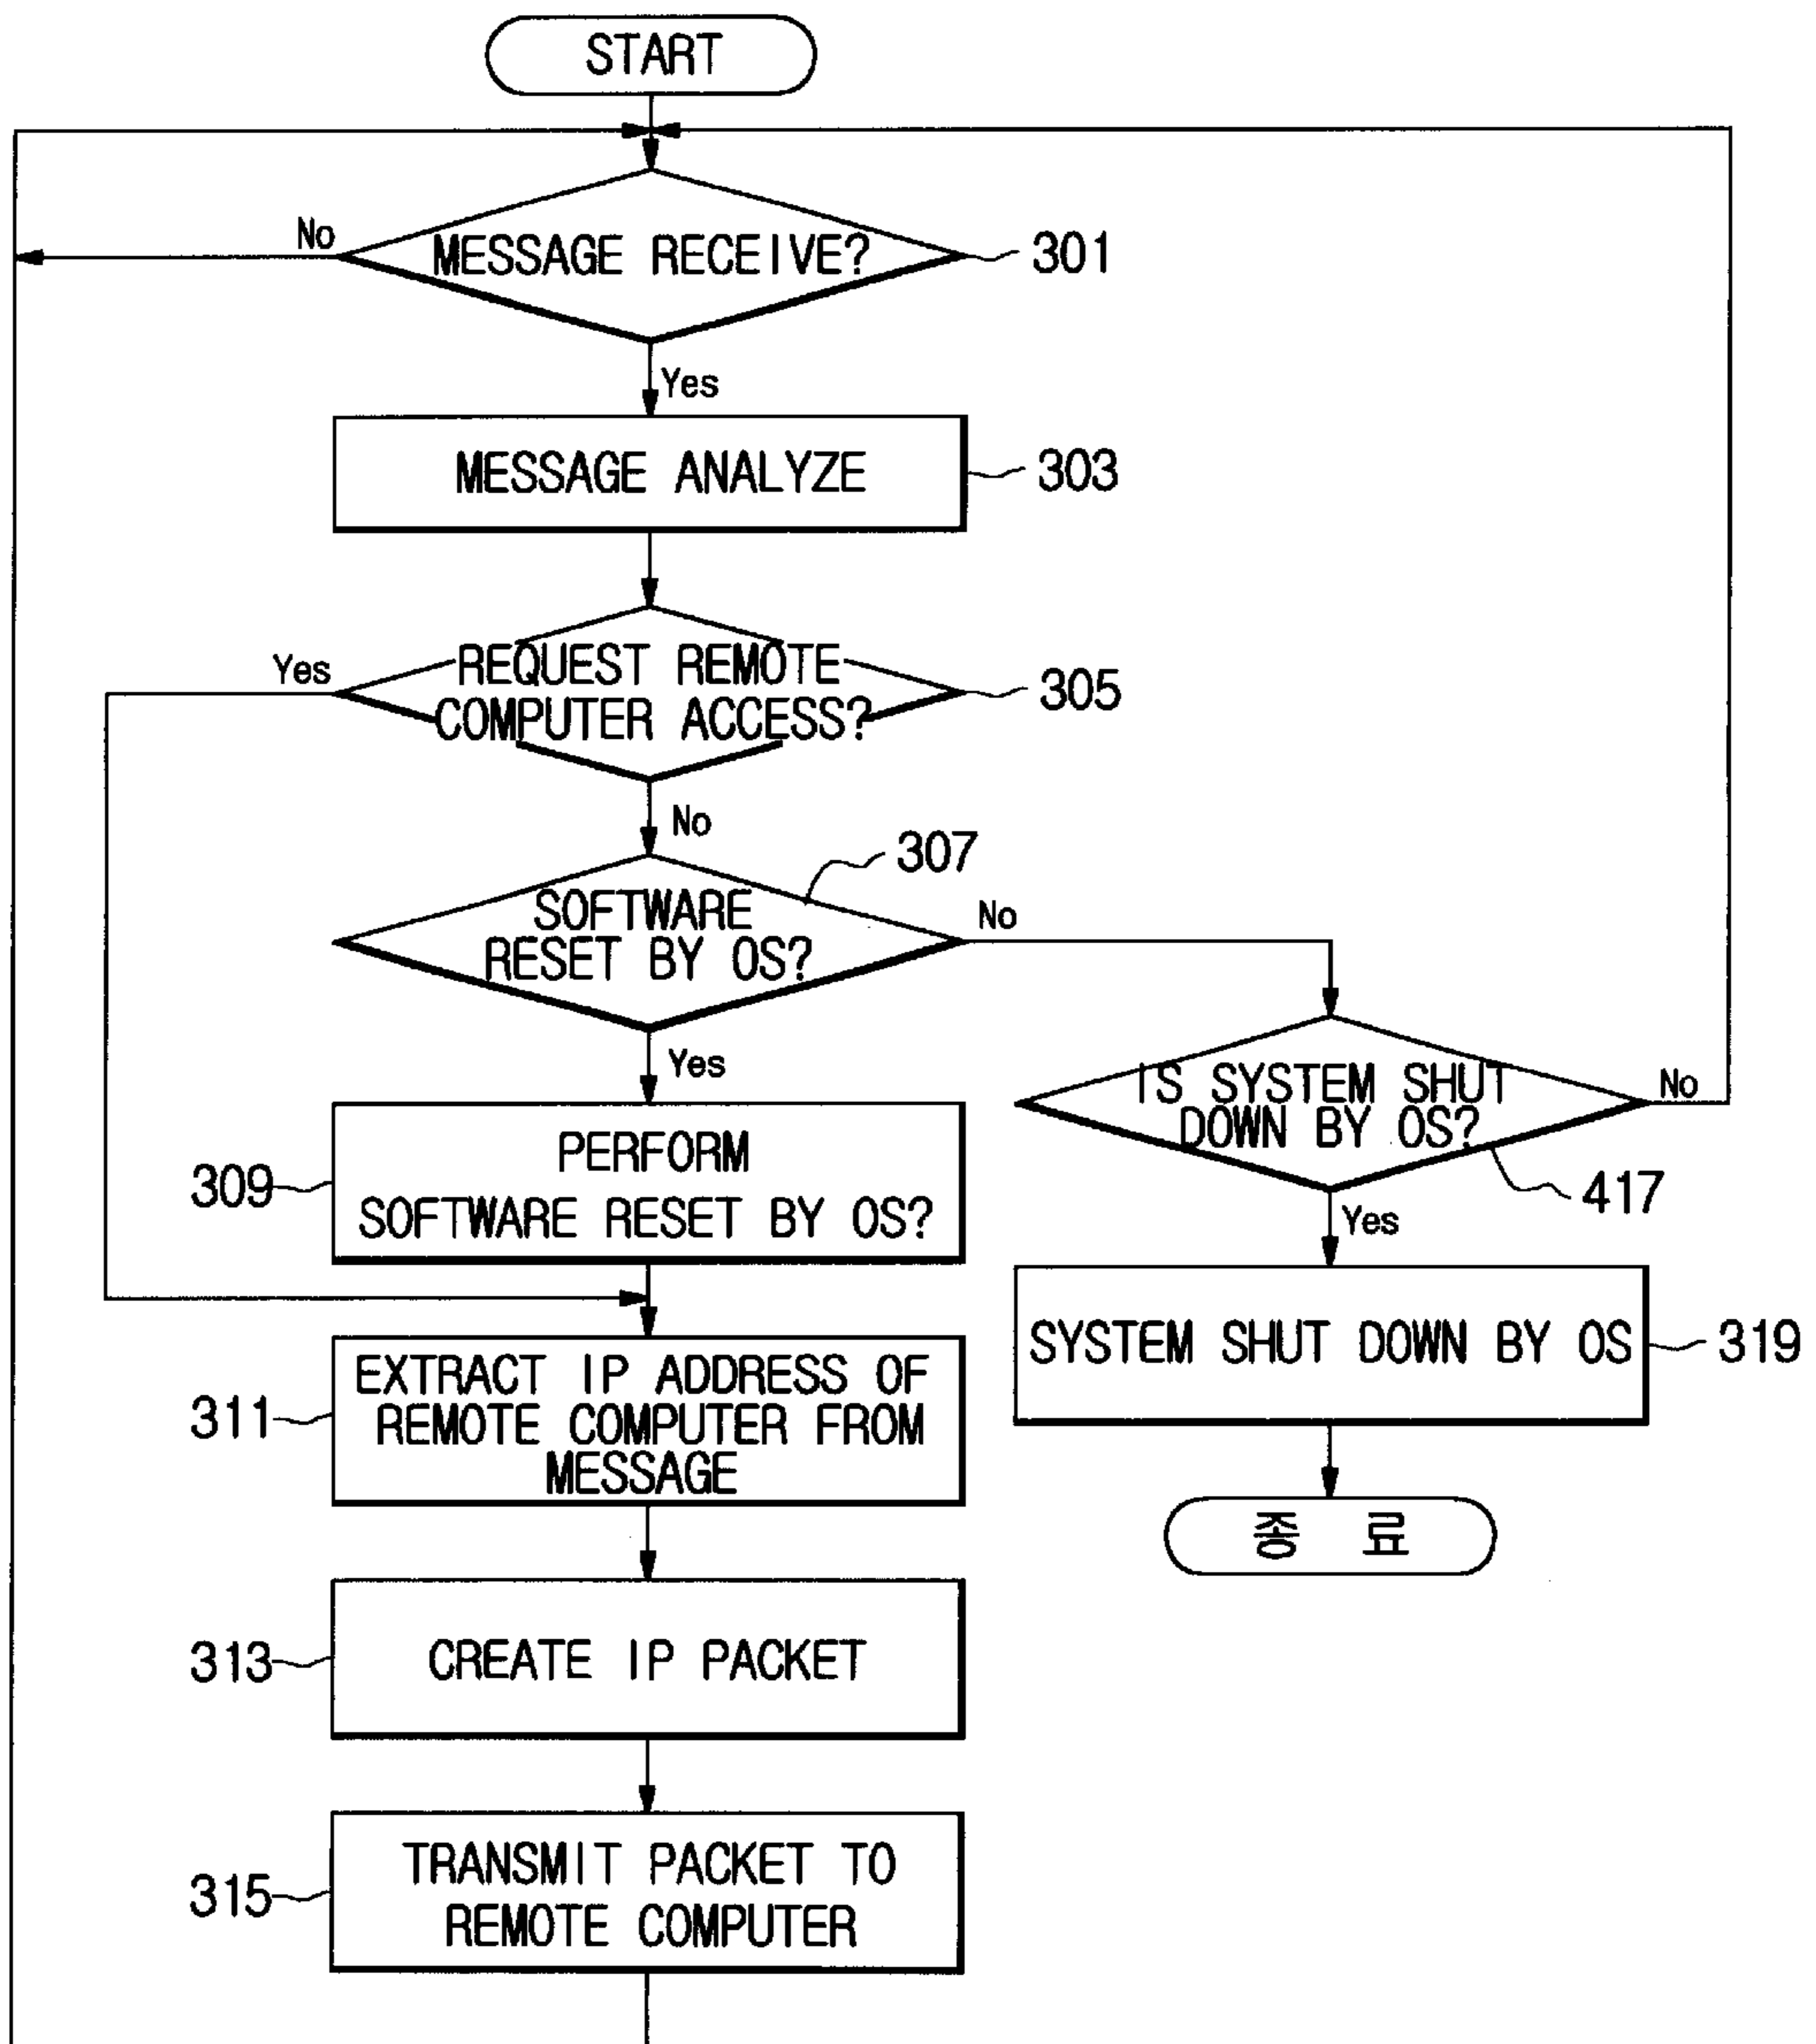 START
No
MESSAGE RECEIVE?
301
Yes
MESSAGE ANALYZE
303
Yes
REQUEST REMOTE
COMPUTER ACCESS?
305
No
307
SOFTWARE
RESET BY OS?
No
Yes
IS SYSTEM SHUT
DOWN BY OS?
No
417
Yes
309
PERFORM
SOFTWARE RESET BY OS?
SYSTEM SHUT DOWN BY OS
319
311
EXTRACT IP ADDRESS OF
REMOTE COMPUTER FROM
MESSAGE
종 료
313
CREATE IP PACKET
315
TRANSMIT PACKET TO
REMOTE COMPUTER